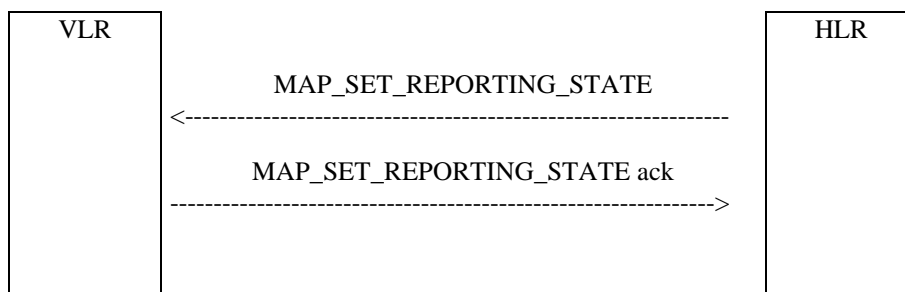 VLR HLR
MAP_SET_REPORTING_STATE
MAP_SET_REPORTING_STATE ack